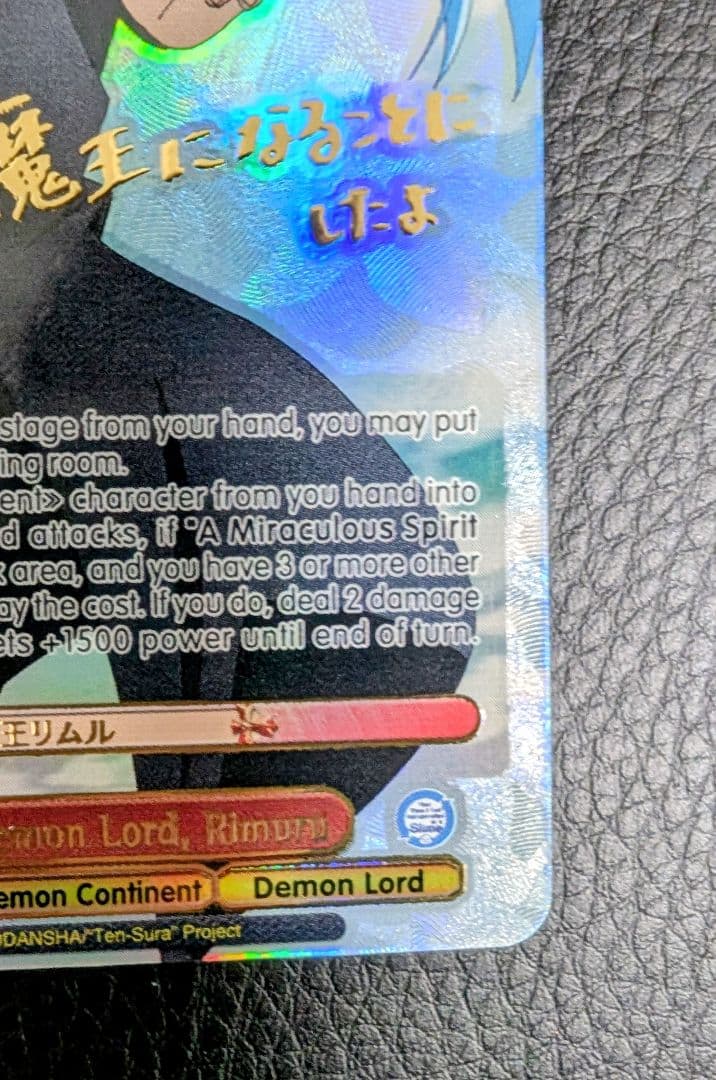 魔王になることに
したよ
stage from your hand, you may put
ing room.
ent》 character from you hand into
d attacks, if "A Miraculous Spirit
area, and you have 3 or more other
ay the cost. If you do, deal 2 damage
ets +1500 power until end of turn.
王リムル
emon Lord, Rimuru
emon Continent
Demon Lord
DANSHA/"Ten-Sura" Project
Slime